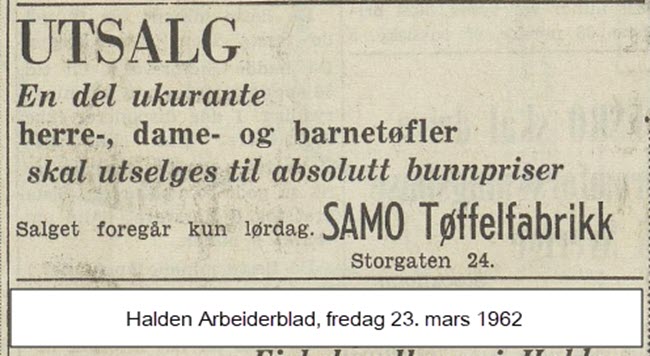 UTSALG
En del ukurante
herre-, dame- og barnetøfler
skal utselges til absolutt bunnpriser
Salget foregår kun lørdag. SAMO Tøffelfabrikk
Storgaten 24.
Halden Arbeiderblad, fredag 23. mars 1962